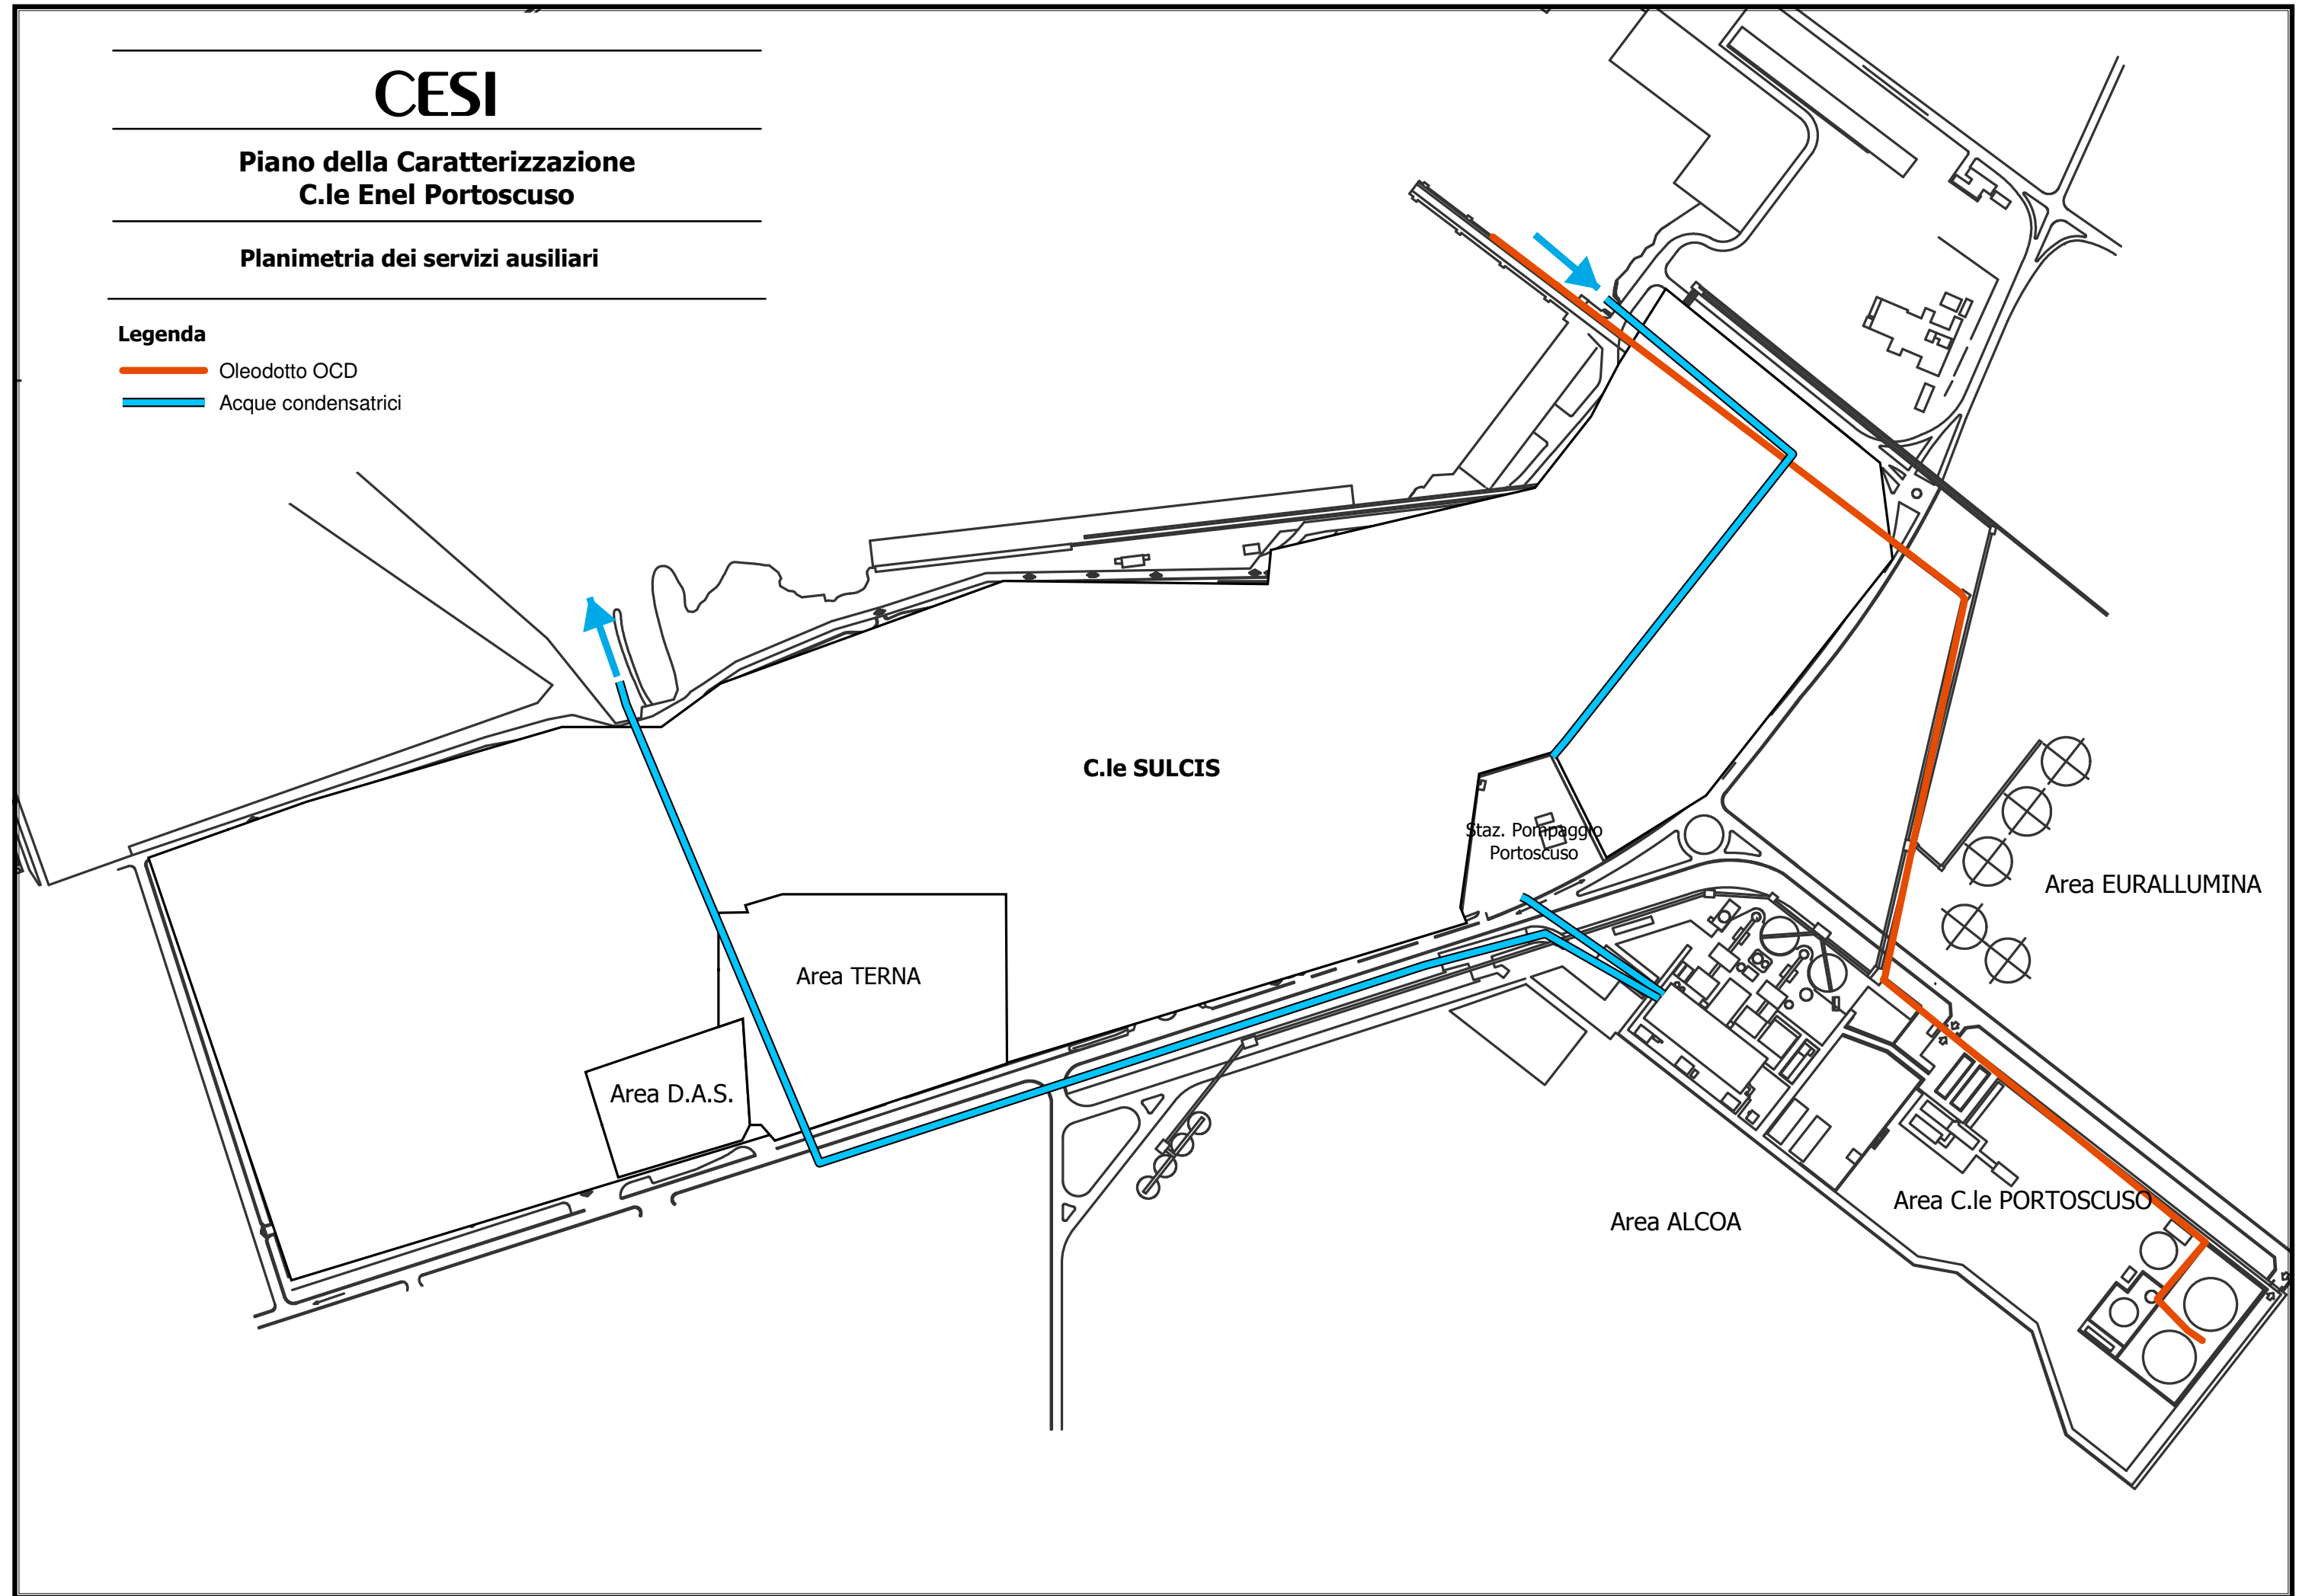 CESI
Piano della Caratterizzazione
C.le Enel Portoscuso
Planimetria dei servizi ausiliari
Legenda
Oleodotto OCD
Acque condensatrici
C.le SULCIS
Staz. Pompaggio
Portoscuso
Area EURALLUMINA
Area TERNA
Area D.A.S.
Area C.le PORTOSCUSO
Area ALCOA